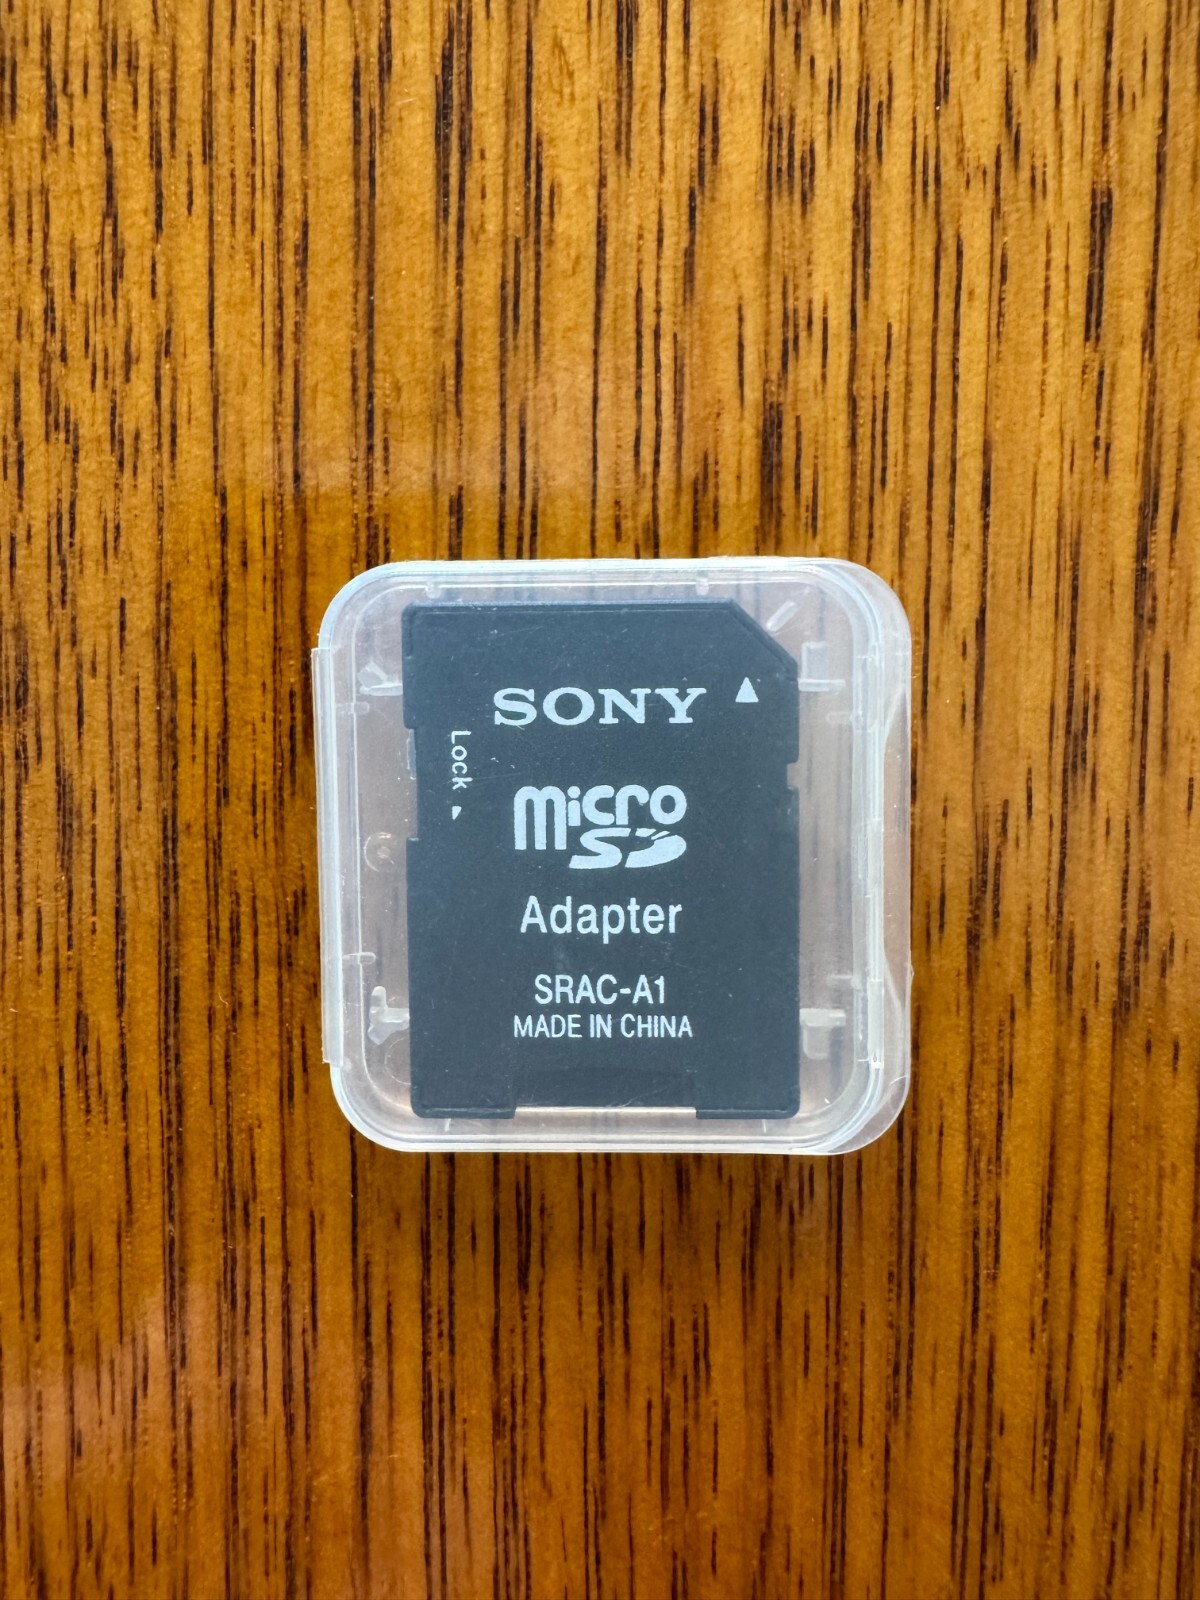 SONY
Lock
micro
SD
Adapter
SRAC-A1
MADE IN CHINA